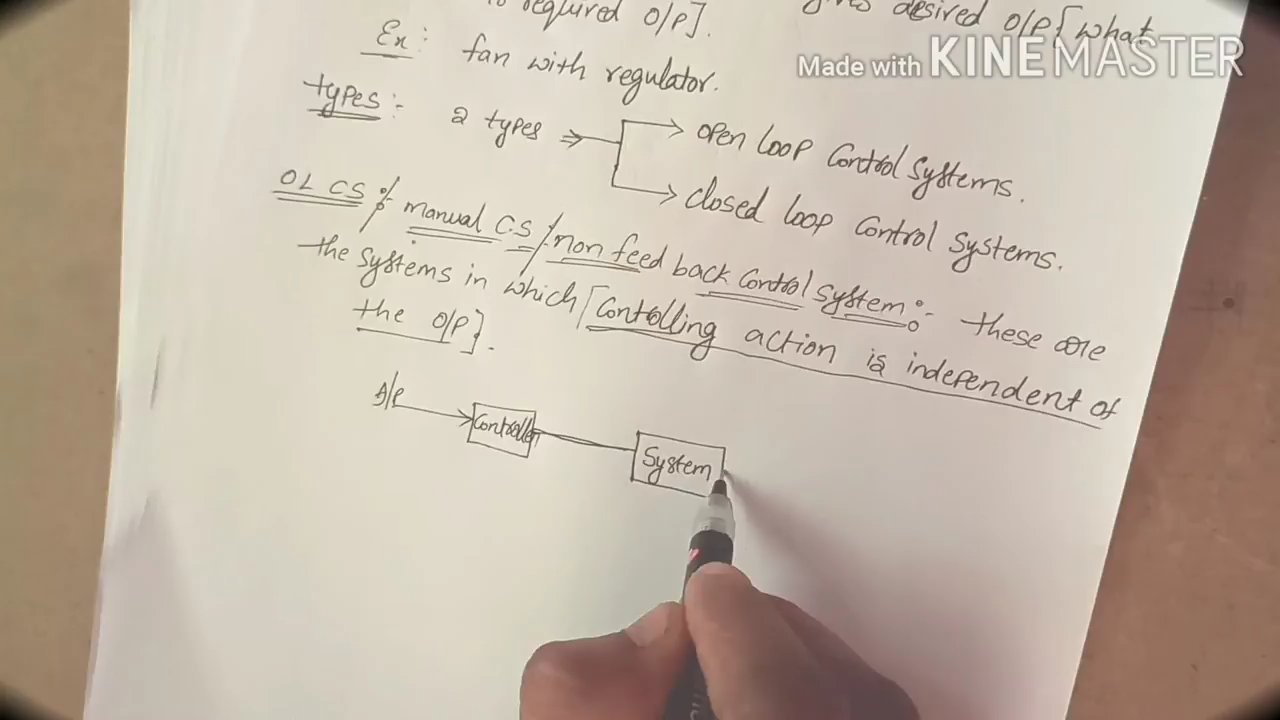 required O/P].
desired O/P[what
Ex: fan with regulator.
Made with KINEMASTER
types:- 2 types ⇒ open loop Control Systems.
closed loop Control Systems.
OL CS / manual C.S / non feed back Control System:- these are
the systems in which [Controlling action is independent of
the O/P].
I/P
Controller
System